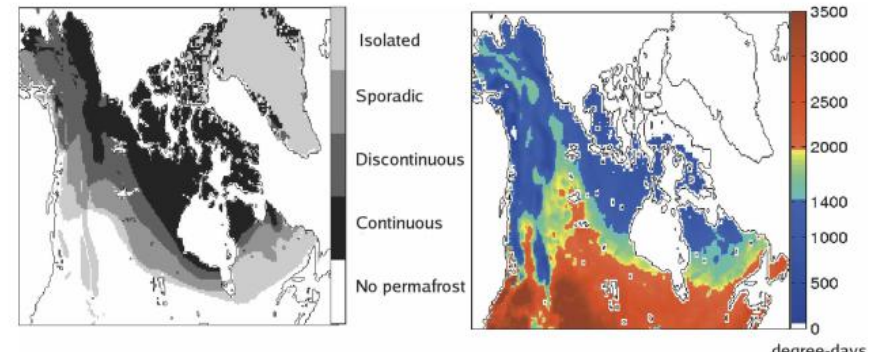 Isolated
Sporadic
Discontinuous
Continuous
No permafrost
3500
3000
2500
2000
1400
1000
500
0
degree-days